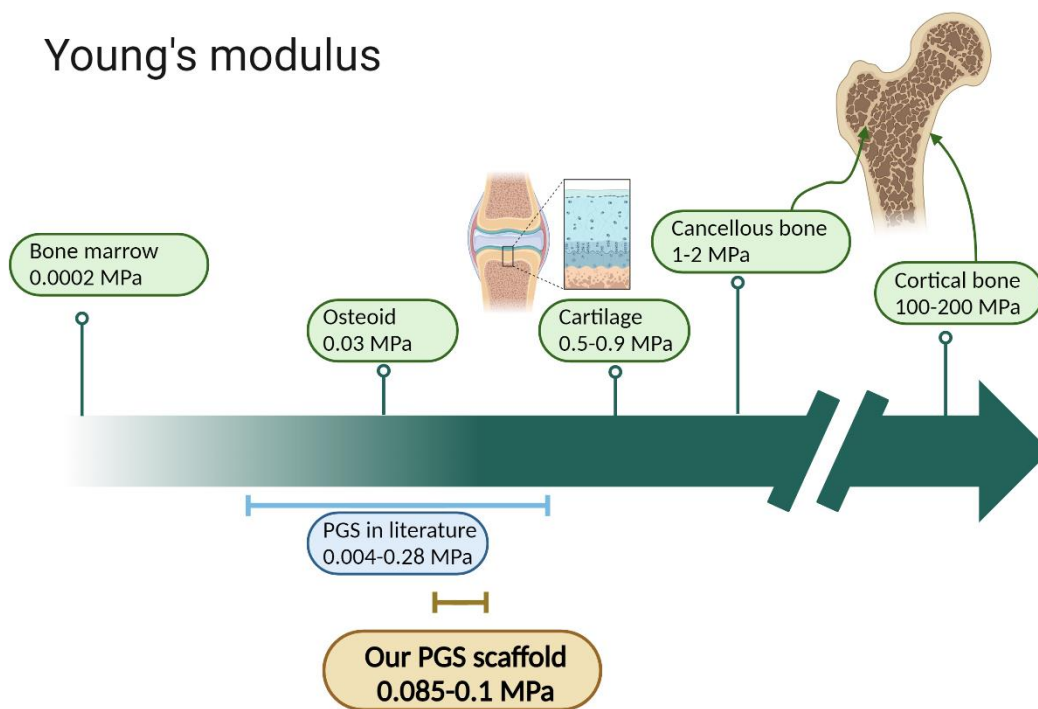 Young's modulus
Bone marrow
0.0002 MPa
Osteoid
0.03 MPa
Cartilage
0.5-0.9 MPa
Cancellous bone
1-2 MPa
Cortical bone
100-200 MPa
PGS in literature
0.004-0.28 MPa
Our PGS scaffold
0.085-0.1 MPa